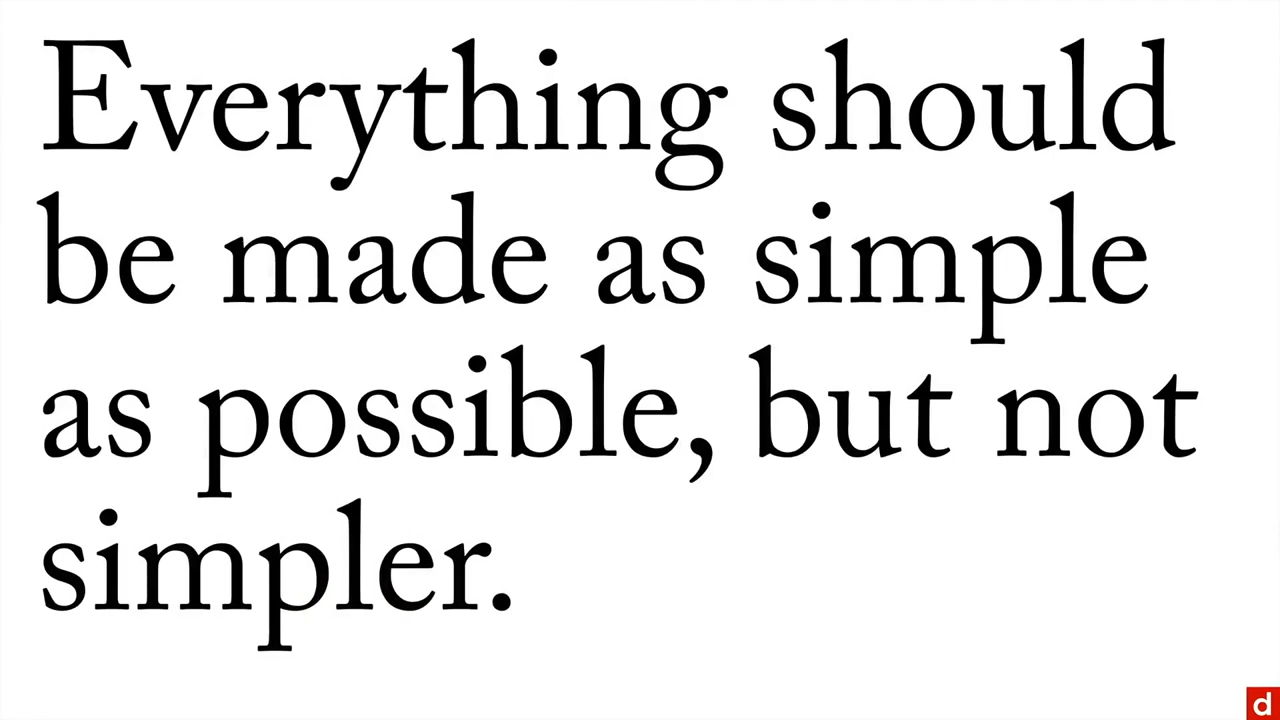 Everything should
be made as simple
as possible, but not
simpler.
d